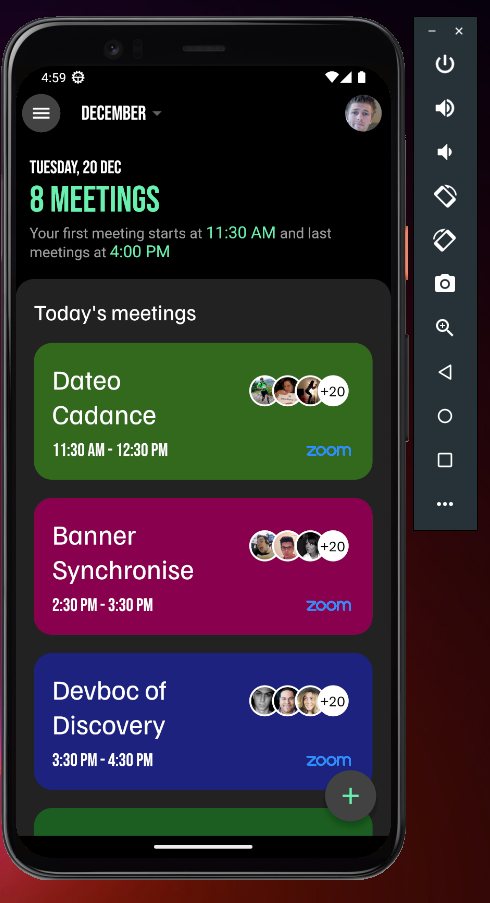 4:59
DECEMBER
TUESDAY, 20 DEC
8 MEETINGS
Your first meeting starts at 11:30 AM and last
meetings at 4:00 PM
Today's meetings
Dateo
Cadance
+20
11:30 AM - 12:30 PM
zoom
Banner
Synchronise
+20
2:30 PM - 3:30 PM
zoom
Devboc of
Discovery
+20
3:30 PM - 4:30 PM
zoom